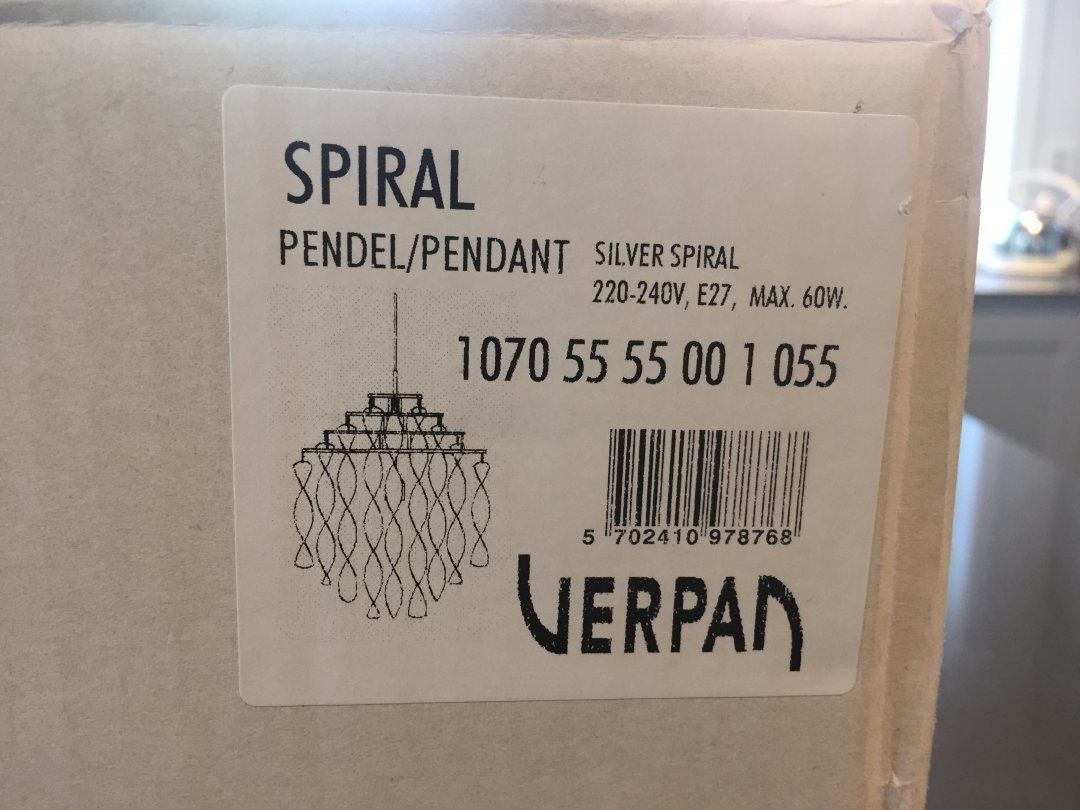 SPIRAL
PENDEL/PENDANT
SILVER SPIRAL
220-240V, E27, MAX. 60W.
1070 55 55 00 1 055
5 702410 978768
VERPAN